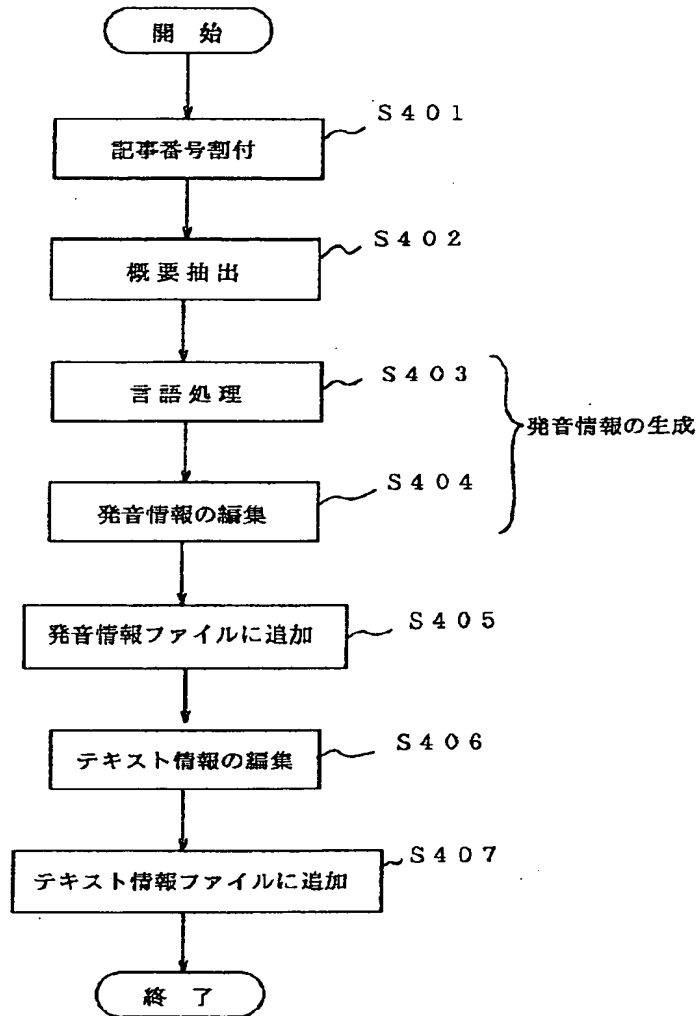 開 始
S401
記事番号割付
S402
概要抽出
S403
言語処理
発音情報の生成
S404
発音情報の編集
S405
発音情報ファイルに追加
S406
テキスト情報の編集
S407
テキスト情報ファイルに追加
終 了